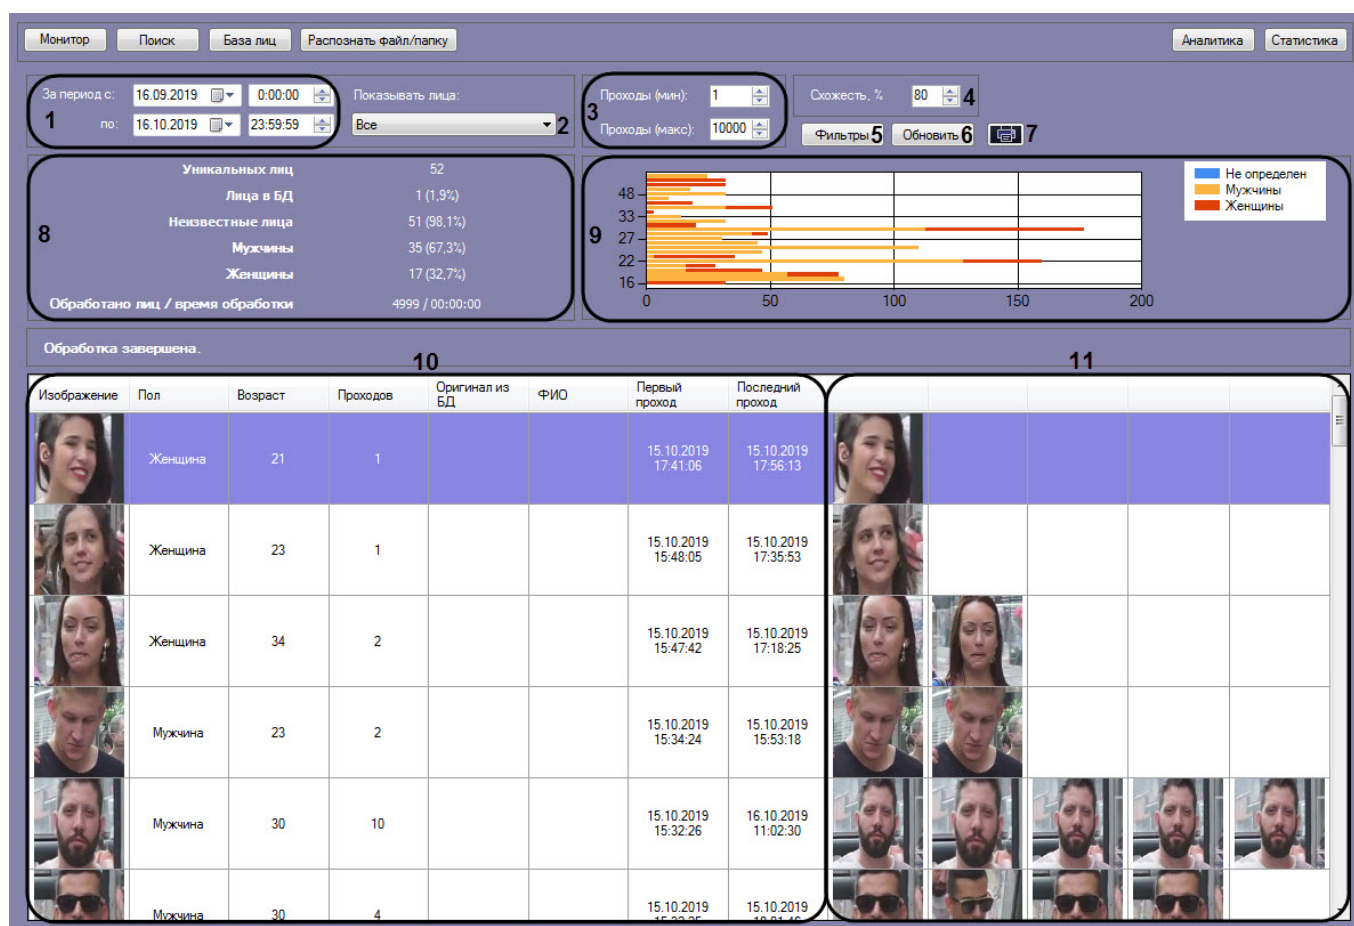 Монитор Поиск База лиц Распознать файл/папку Аналитика Статистика
За период с: 16.09.2019 0:00:00 Показывать лица: Проходы (мин): 1 Схожесть, % 80 4
1 по: 16.10.2019 23:59:59 Все 2 3 Проходы (макс): 10000 Фильтры 5 Обновить 6 7
Уникальных лиц 52
Лица в БД 1 (1,9%)
Неизвестные лица 51 (98,1%)
8
Мужчины 35 (67,3%)
Женщины 17 (32,7%)
Обработано лиц / время обработки 4999 / 00:00:00
9
48
33
27
22
16
0 50 100 150 200
Не определен
Мужчины
Женщины
Обработка завершена.
10 11
Изображение Пол Возраст Проходов Оригинал из БД ФИО Первый проход Последний проход
Женщина 21 1 15.10.2019 17:41:06 15.10.2019 17:56:13
Женщина 23 1 15.10.2019 15:48:05 15.10.2019 17:35:53
Женщина 34 2 15.10.2019 15:47:42 15.10.2019 17:18:25
Мужчина 23 2 15.10.2019 15:34:24 15.10.2019 15:53:18
Мужчина 30 10 15.10.2019 15:32:26 16.10.2019 11:02:30
Мужчина 30 4 15.10.2019 15.10.2019